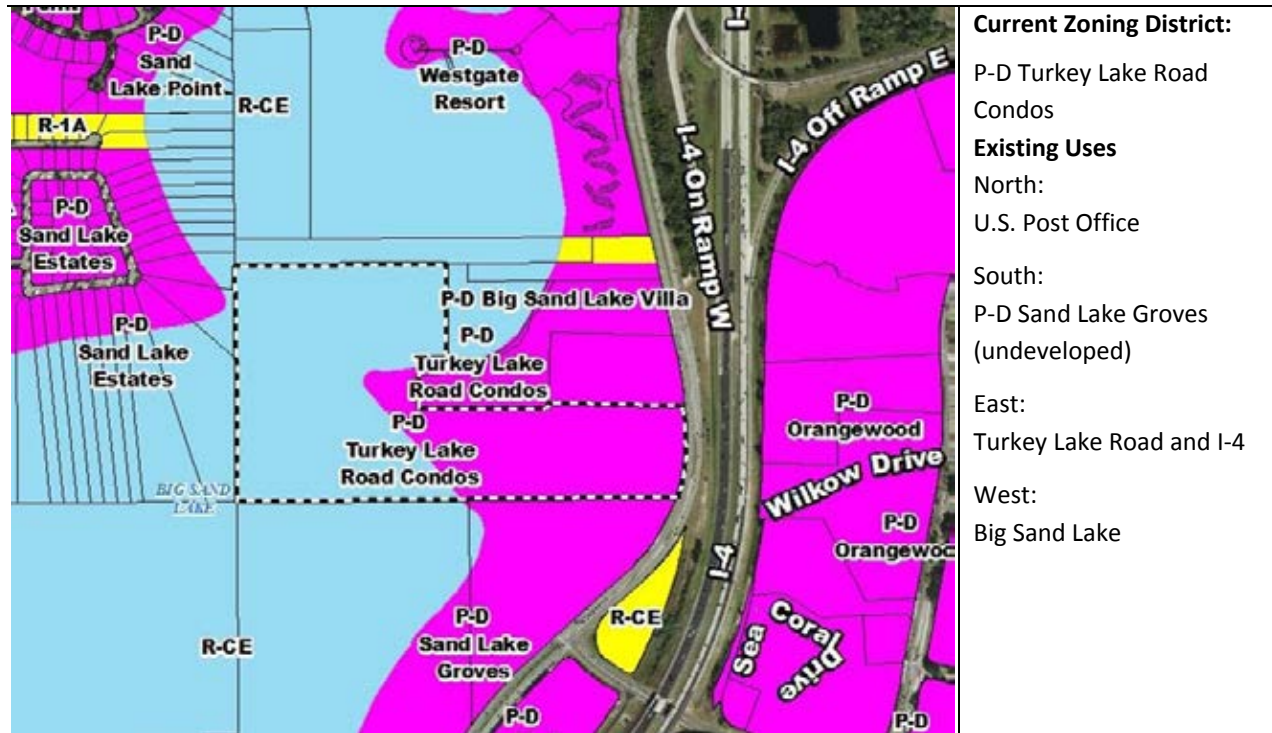 P-D
Sand
Lake Point
R-CE
R-1A
P-D
Sand Lake
Estates
P-D
Sand Lake
Estates
BIG SAND
LAKE
R-CE
P-D
Westgate
Resort
P-D Big Sand Lake Villa
P-D
Turkey Lake
Road Condos
P-D
Turkey Lake
Road Condos
P-D
Sand Lake
Groves
P-D
R-CE
I-4 On Ramp W
I-4 Off Ramp E
I-4
P-D
Orangewood
Wilkow Drive
P-D
Sea
Coral
Drive
P-D
Current Zoning District:
P-D Turkey Lake Road
Condos
Existing Uses
North:
U.S. Post Office
South:
P-D Sand Lake Groves
(undeveloped)
East:
Turkey Lake Road and I-4
West:
Big Sand Lake